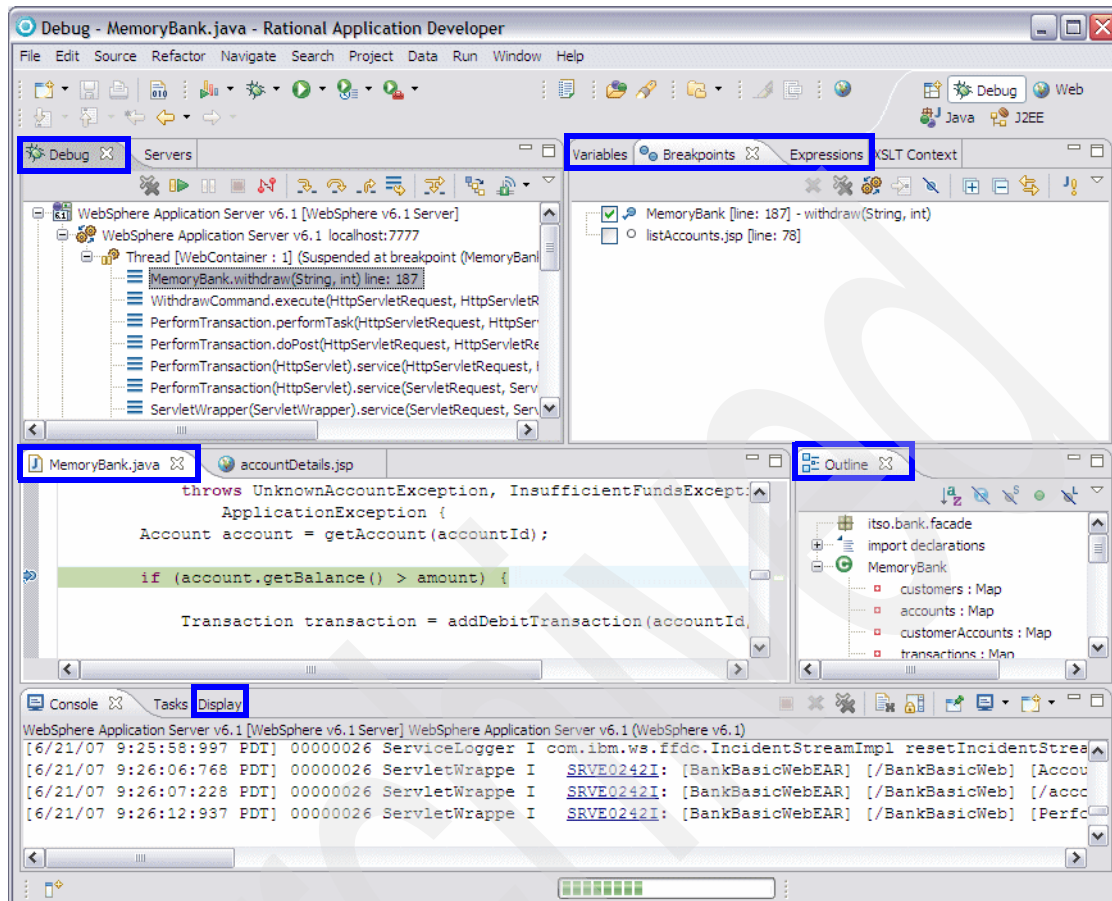 Debug - MemoryBank.java - Rational Application Developer
File Edit Source Refactor Navigate Search Project Data Run Window Help
Debug Web
Java J2EE
Debug Servers
Variables Breakpoints Expressions XSLT Context
WebSphere Application Server v6.1 [WebSphere v6.1 Server]
WebSphere Application Server v6.1 localhost:7777
Thread [WebContainer : 1] (Suspended at breakpoint (MemoryBan
MemoryBank.withdraw(String, int) line: 187
WithdrawCommand.execute(HttpServletRequest, HttpServletR
PerformTransaction.performTask(HttpServletRequest, HttpSer
PerformTransaction.doPost(HttpServletRequest, HttpServletRe
PerformTransaction(HttpServlet).service(HttpServletRequest,
PerformTransaction(HttpServlet).service(ServletRequest, Serv
ServletWrapper(ServletWrapper).service(ServletRequest, Serv
MemoryBank [line: 187] - withdraw(String, int)
listAccounts.jsp [line: 78]
MemoryBank.java accountDetails.jsp
throws UnknownAccountException, InsufficientFundsExcepti
ApplicationException {
Account account = getAccount(accountId);
if (account.getBalance() > amount) {
Transaction transaction = addDebitTransaction(accountId,
Outline
itso.bank.facade
import declarations
MemoryBank
customers : Map
accounts : Map
customerAccounts : Map
transactions : Map
Console Tasks Display
WebSphere Application Server v6.1 [WebSphere v6.1 Server] WebSphere Application Server v6.1 (WebSphere v6.1)
[6/21/07 9:25:58:997 PDT] 00000026 ServiceLogger I com.ibm.ws.ffdc.IncidentStreamImpl resetIncidentStrea
[6/21/07 9:26:06:768 PDT] 00000026 ServletWrappe I SRVE0242I: [BankBasicWebEAR] [/BankBasicWeb] [Accou
[6/21/07 9:26:07:228 PDT] 00000026 ServletWrappe I SRVE0242I: [BankBasicWebEAR] [/BankBasicWeb] [/acco
[6/21/07 9:26:12:937 PDT] 00000026 ServletWrappe I SRVE0242I: [BankBasicWebEAR] [/BankBasicWeb] [Perfo